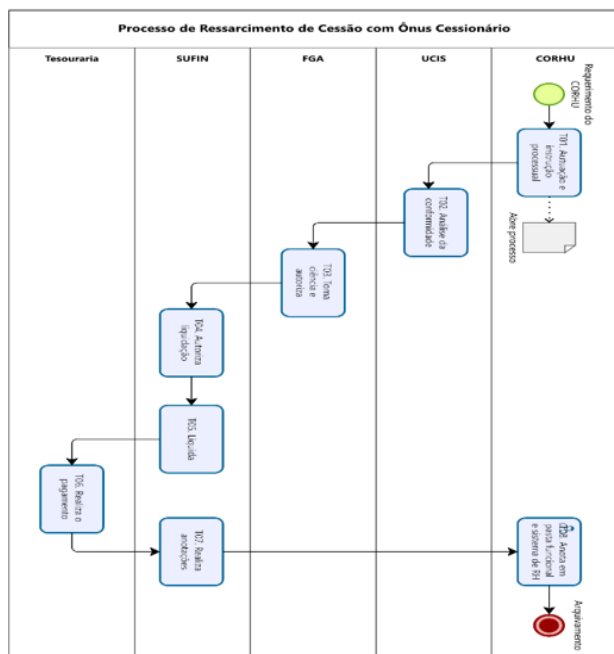 Processo de Ressarcimento de Cessão com Ônus Cessionário
Tesouraria
SUFIN
FGA
UCIS
CORHU
Requerimento do
CORHU
T01. Autuação e
instrução
processual
Abre processo
T02. Análise da
conformidade
T03. Toma
ciência e
autoriza
T04. Autoriza
liquidação
T05. Liquida
T06. Realiza o
pagamento
T07. Realiza
anotações
T08. Anota em
pasta funcional
e sistema de RH
Arquivamento